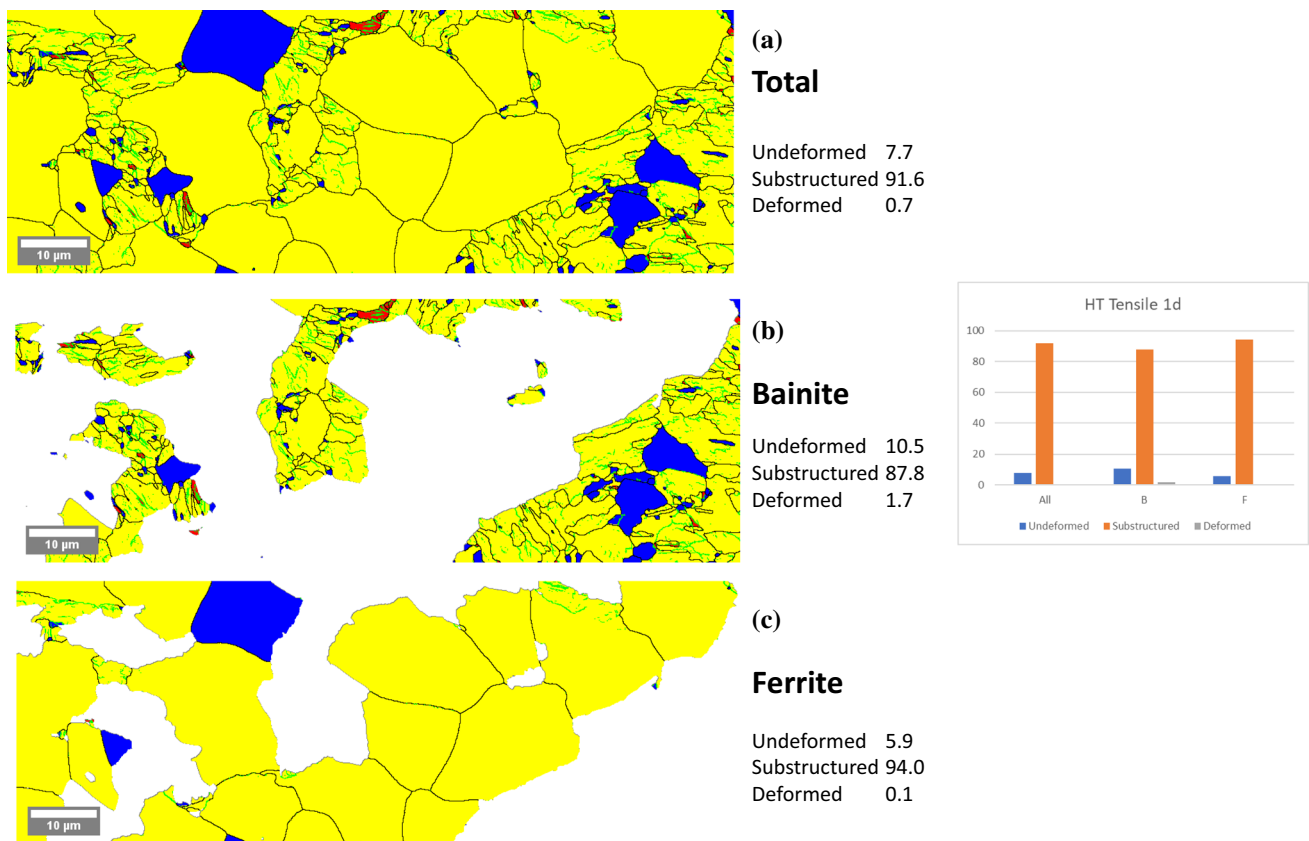 (a)
Total
Undeformed 7.7
Substructured 91.6
Deformed 0.7
10 µm
(b)
Bainite
Undeformed 10.5
Substructured 87.8
Deformed 1.7
10 µm
HT Tensile 1d
100
80
60
40
20
0
All B F
Undeformed Substructured Deformed
(c)
Ferrite
Undeformed 5.9
Substructured 94.0
Deformed 0.1
10 µm